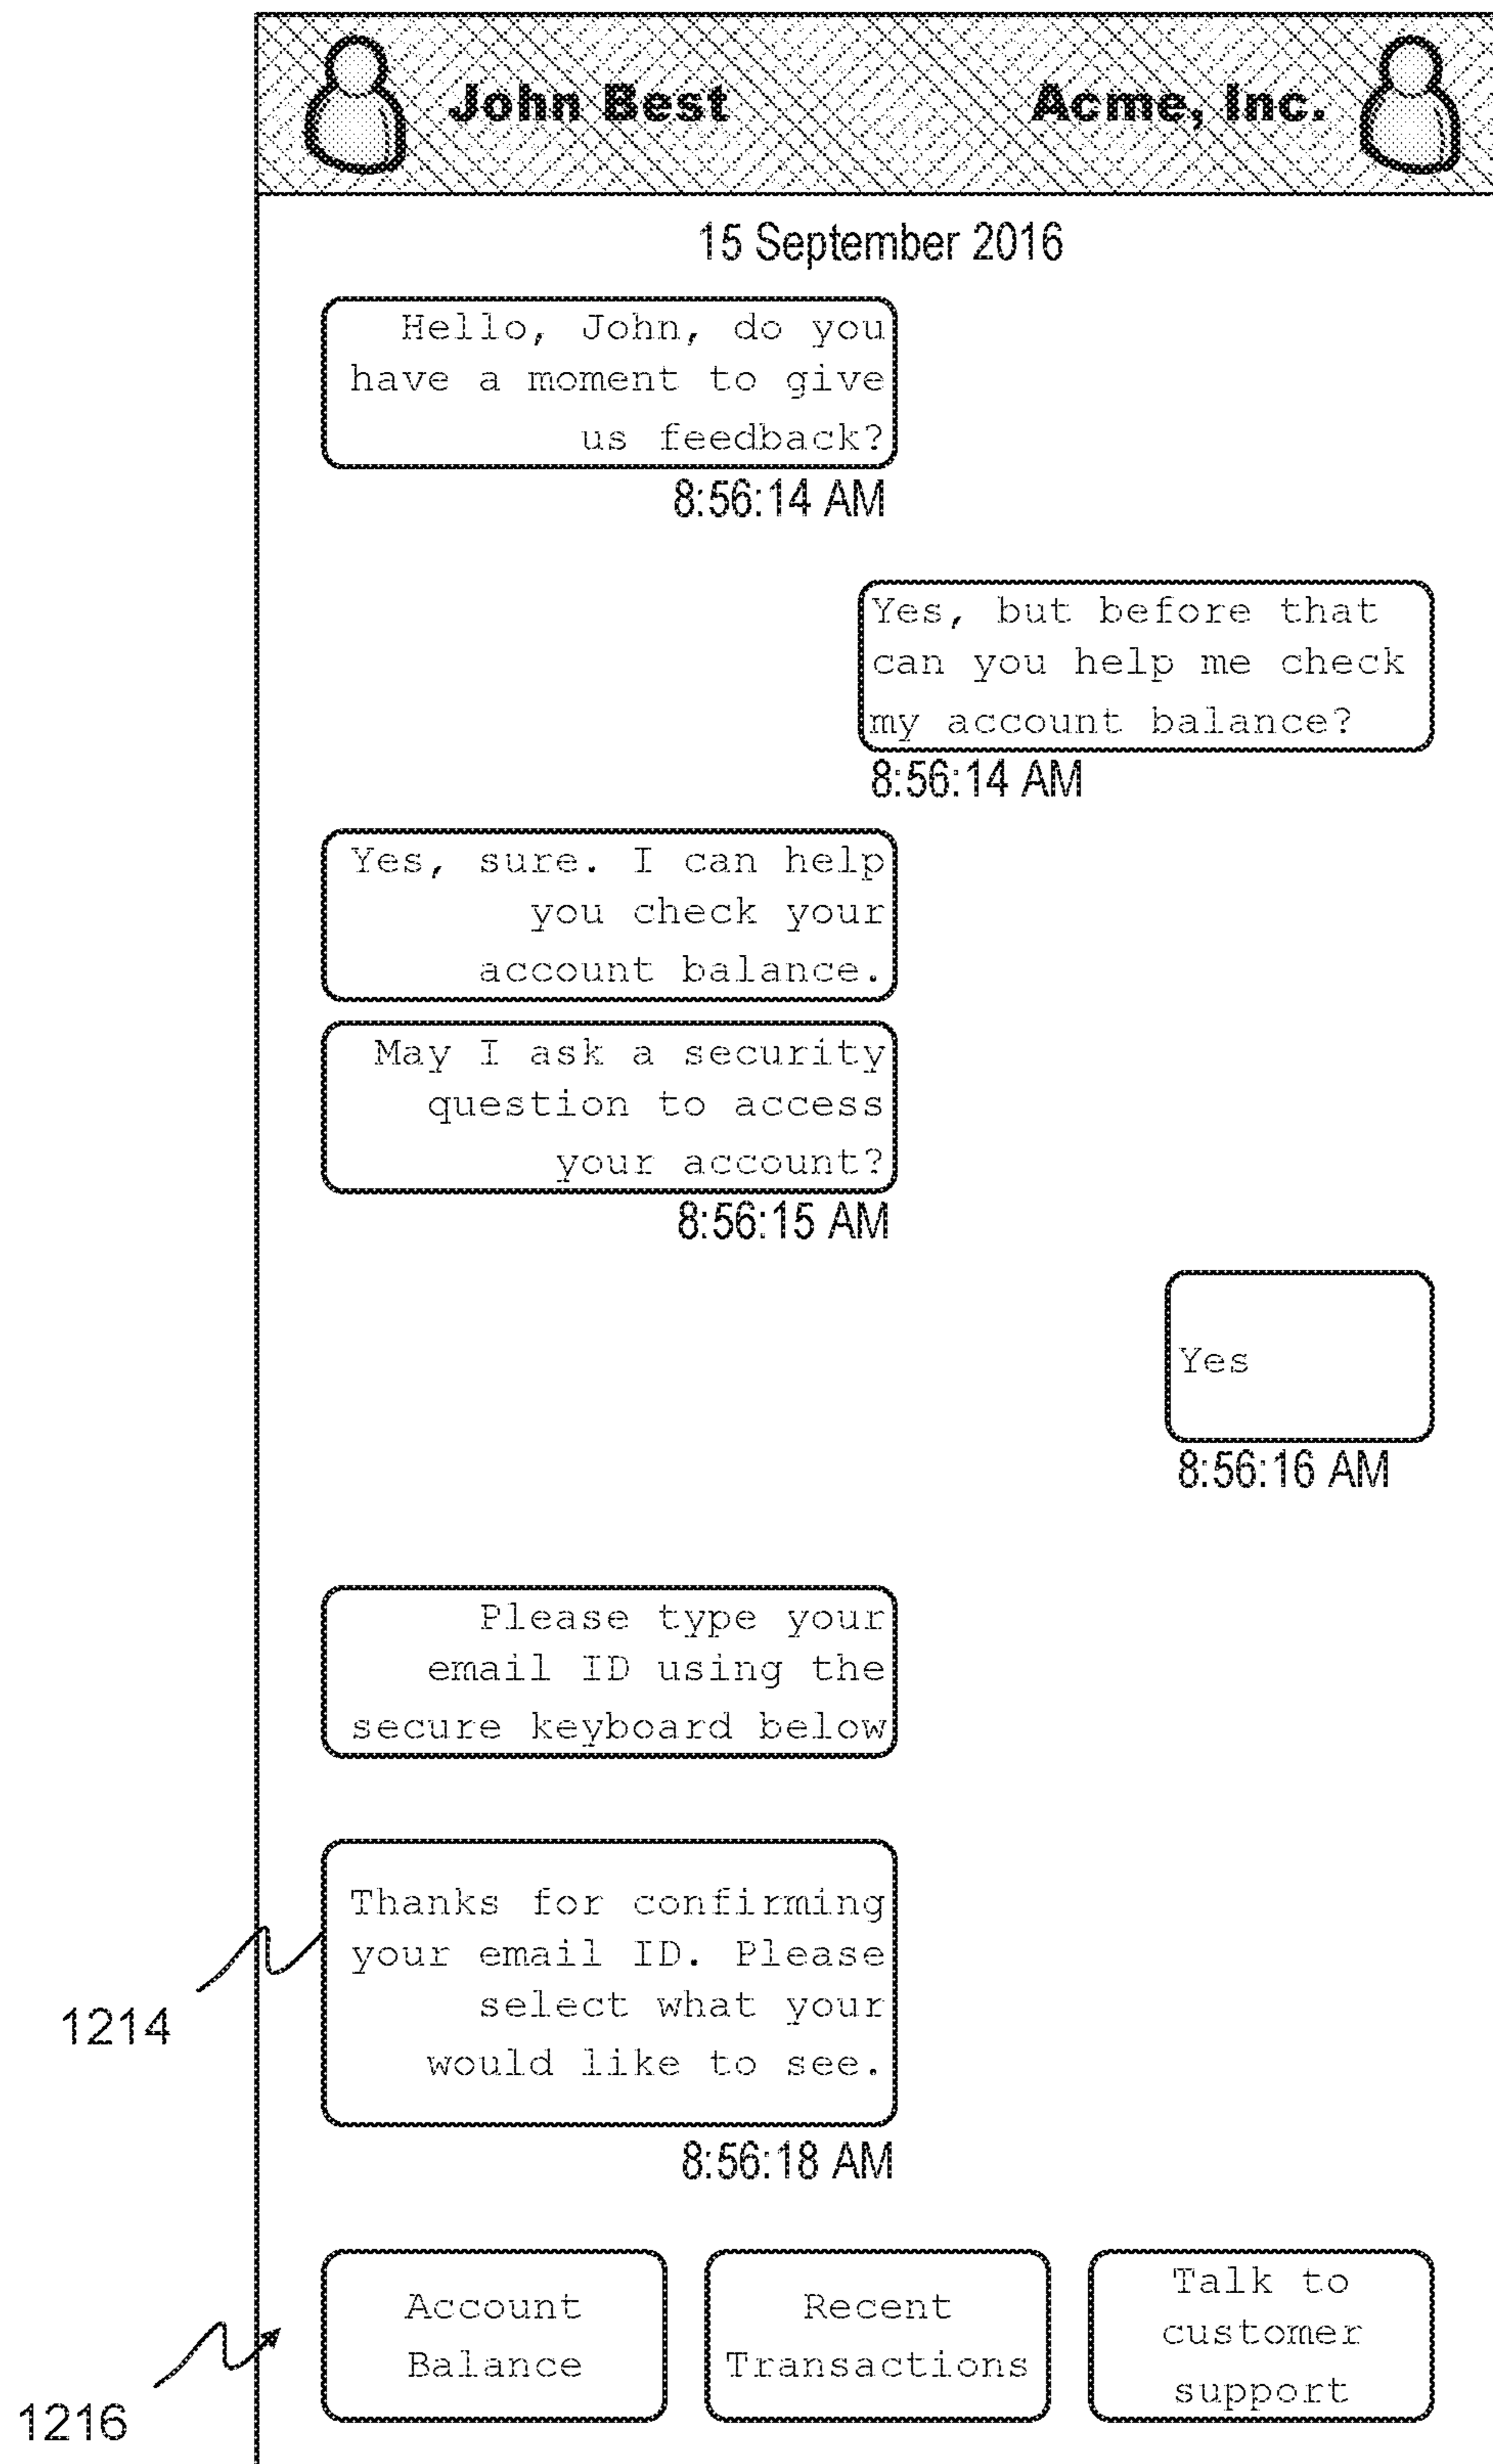 John Best Acme, Inc.
15 September 2016
Hello, John, do you
have a moment to give
us feedback?
8:56:14 AM
Yes, but before that
can you help me check
my account balance?
8:56:14 AM
Yes, sure. I can help
you check your
account balance.
May I ask a security
question to access
your account?
8:56:15 AM
Yes
8:56:16 AM
Please type your
email ID using the
secure keyboard below
Thanks for confirming
your email ID. Please
select what your
would like to see.
1214
8:56:18 AM
Account
Balance
Recent
Transactions
Talk to
customer
support
1216